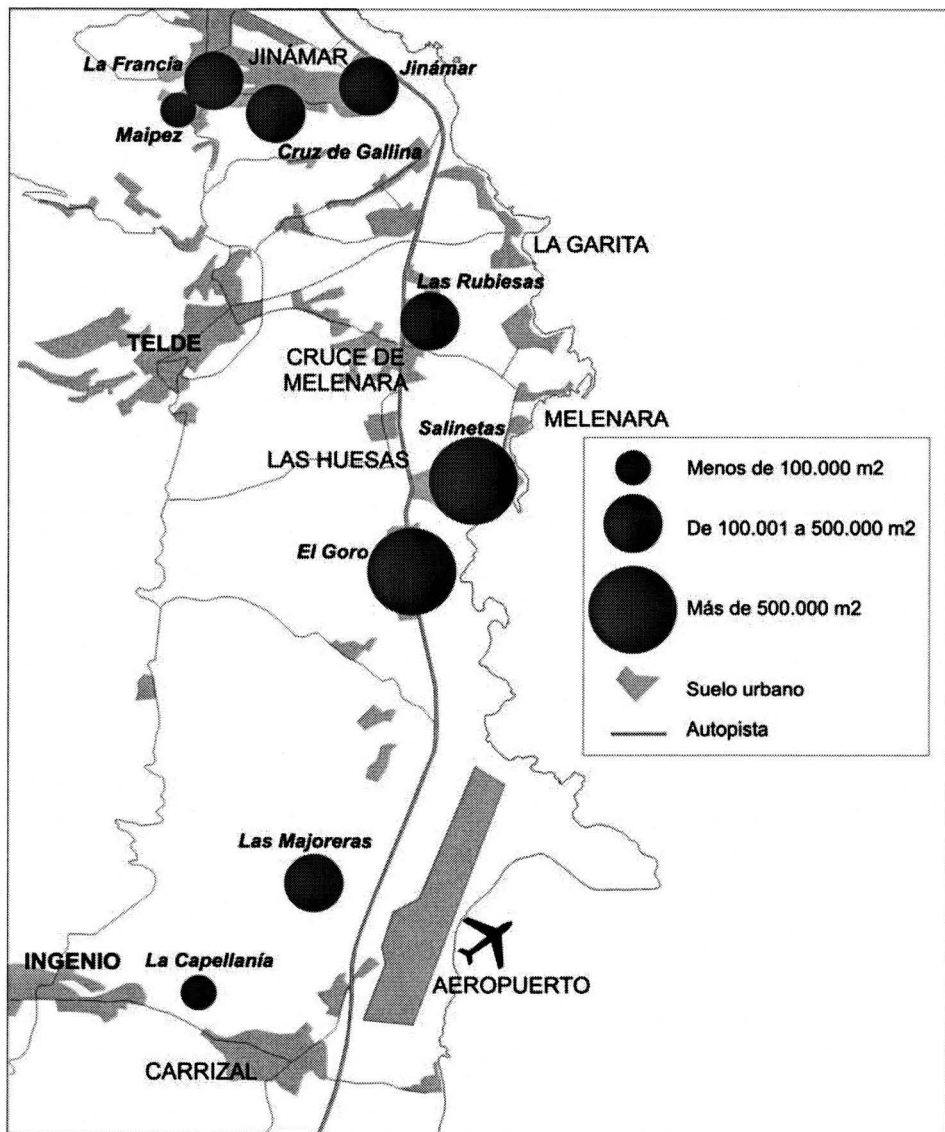 La Francia
JINÁMAR
Jinámar
Maipez
Cruz de Gallina
LA GARITA
Las Rubiesas
TELDE
CRUCE DE
MELENARA
Salinetas
MELENARA
LAS HUESAS
El Goro
Menos de 100.000 m2
De 100.001 a 500.000 m2
Más de 500.000 m2
Suelo urbano
Autopista
Las Majoreras
INGENIO
La Capellanía
AEROPUERTO
CARRIZAL